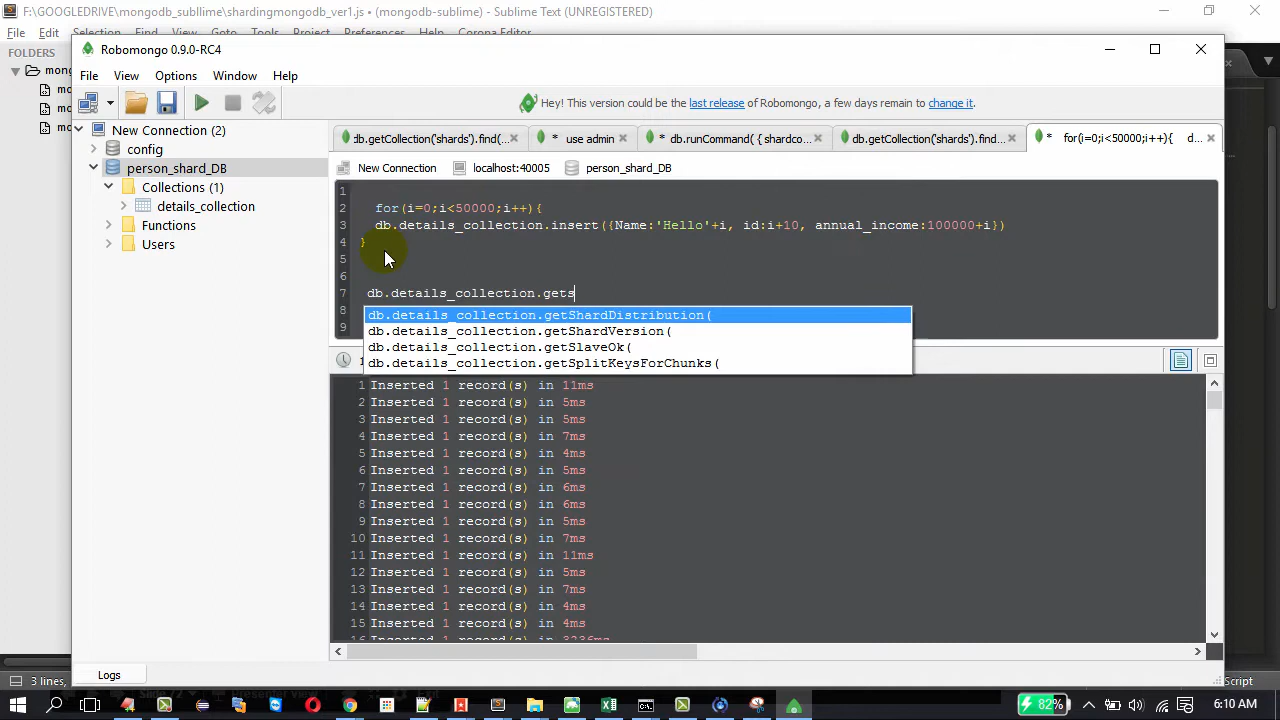 F:\GOOGLEDRIVE\mongodb_subllime\shardingmongodb_ver1.js • (mongodb-sublime) - Sublime Text (UNREGISTERED)
File Edit Selection Find View Goto Tools Project Preferences Help Corona Editor
FOLDERS
Robomongo 0.9.0-RC4
File View Options Window Help
Hey! This version could be the last release of Robomongo, a few days remain to change it.
New Connection (2)
config
person_shard_DB
Collections (1)
details_collection
Functions
Users
db.getCollection('shards').find(...
* use admin
* db.runCommand( { shardco...
db.getCollection('shards').find...
* for(i=0;i<50000;i++){ d...
New Connection localhost:40005 person_shard_DB
1
2 for(i=0;i<50000;i++){
3 db.details_collection.insert({Name:'Hello'+i, id:i+10, annual_income:100000+i})
4 }
5
6
7 db.details_collection.gets
8
9
db.details_collection.getShardDistribution(
db.details_collection.getShardVersion(
db.details_collection.getSlaveOk(
db.details_collection.getSplitKeysForChunks(
1 Inserted 1 record(s) in 11ms
2 Inserted 1 record(s) in 5ms
3 Inserted 1 record(s) in 5ms
4 Inserted 1 record(s) in 7ms
5 Inserted 1 record(s) in 4ms
6 Inserted 1 record(s) in 5ms
7 Inserted 1 record(s) in 6ms
8 Inserted 1 record(s) in 6ms
9 Inserted 1 record(s) in 5ms
10 Inserted 1 record(s) in 7ms
11 Inserted 1 record(s) in 11ms
12 Inserted 1 record(s) in 5ms
13 Inserted 1 record(s) in 7ms
14 Inserted 1 record(s) in 4ms
15 Inserted 1 record(s) in 4ms
16 Inserted 1 record(s) in 3236ms
Logs
3 lines,
Script
82%
6:10 AM